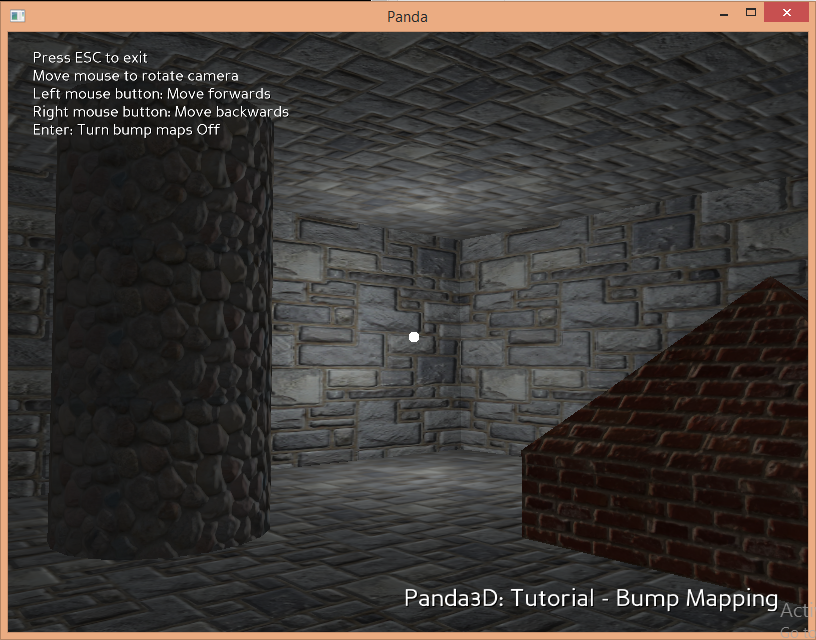 Panda
Press ESC to exit
Move mouse to rotate camera
Left mouse button: Move forwards
Right mouse button: Move backwards
Enter: Turn bump maps Off
Panda3D: Tutorial - Bump Mapping